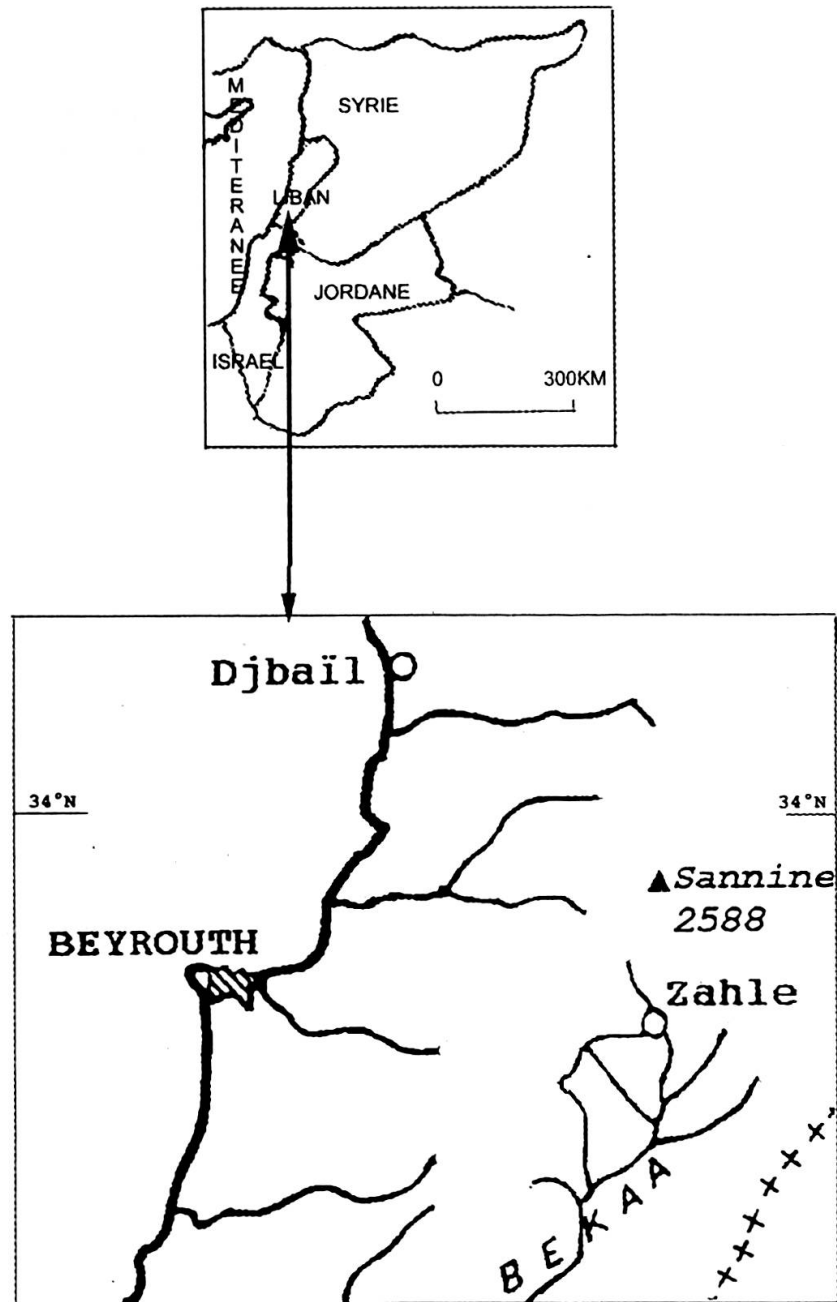 MEDITERANEE
SYRIE
LIBAN
JORDANE
ISRAEL
0 300KM
Djbaïl
34°N 34°N
Sannine
2588
BEYROUTH
Zahle
BEKAA